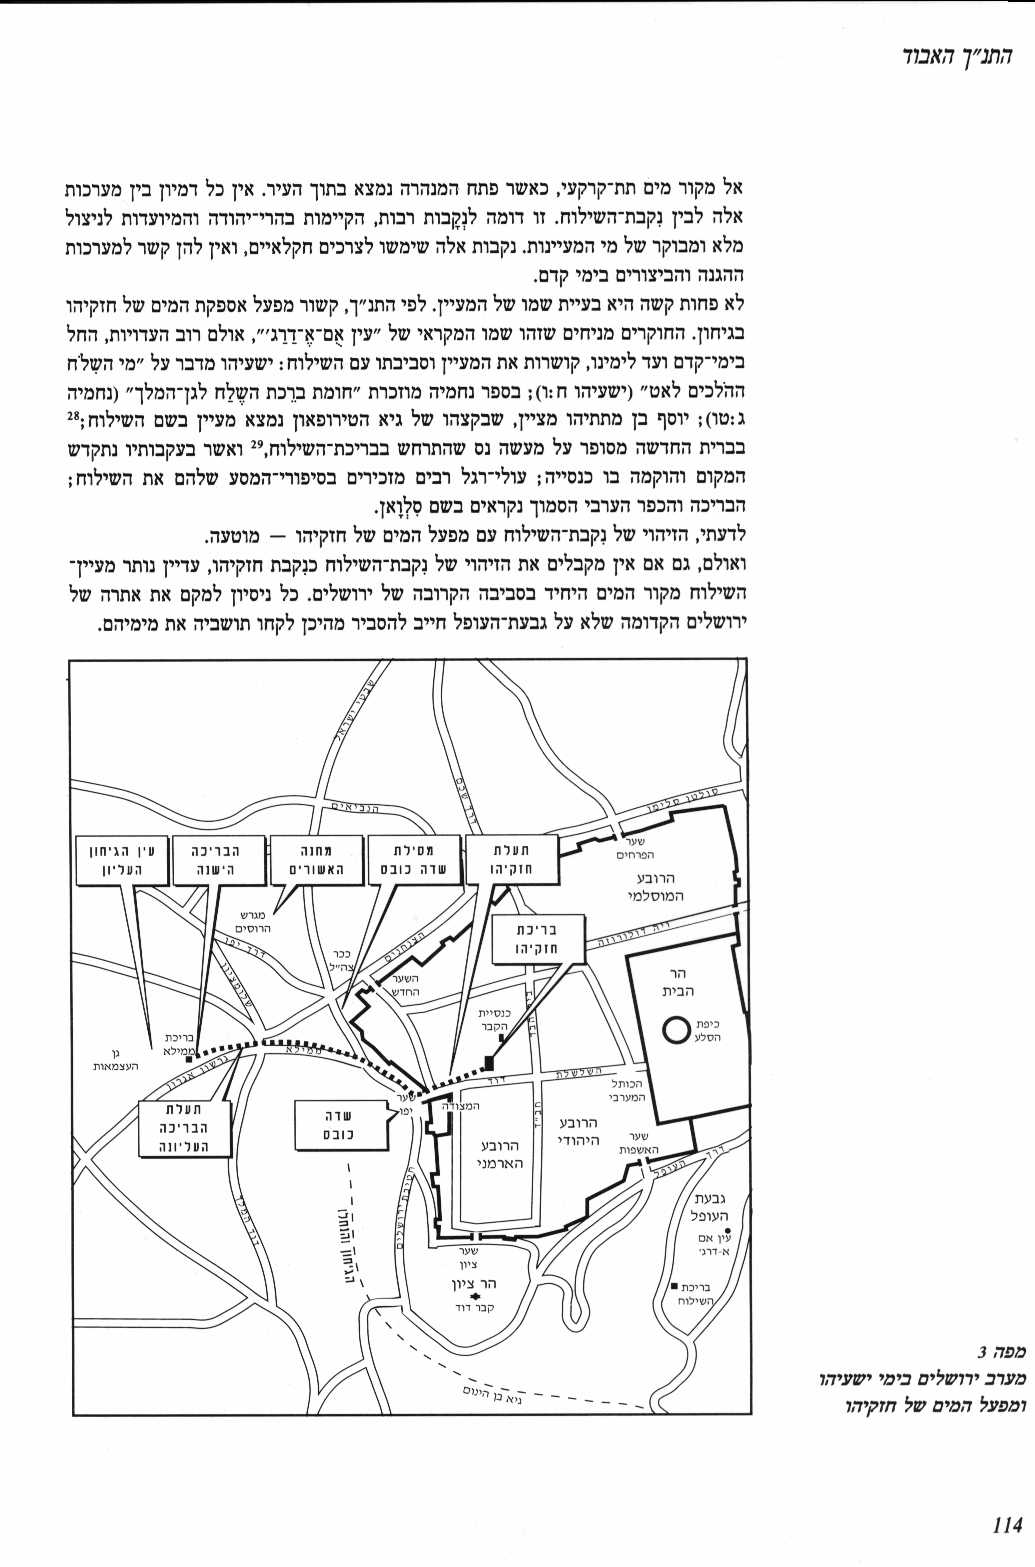 התנ״ך האבוד
אל מקור מים תת־קרקעי, כאשר פתח המנהרה נמצא בתוך העיר. אין כל דמיון בין מערכות
אלה לבין נִקבת־השילוח. זו דומה לנְקָבות רבות, הקיימות בהרי־יהודה והמיועדות לניצול
מלא ומבוקר של מי המעיינות. נקבות אלה שימשו לצרכים חקלאיים, ואין להן קשר למערכות
ההגנה והביצורים בימי קדם.
לא פחות קשה היא בעיית שמו של המעיין. לפי התנ״ך, קשור מפעל אספקת המים של חזקיהו
בגיחון. החוקרים מניחים שזהו שמו המקראי של ״עין אֻם־אֶ־דַרַג׳״, אולם רוב העדויות, החל
בימי־קדם ועד לימינו, קושרות את המעיין וסביבתו עם השילוח: ישעיהו מדבר על ״מי השִלֹח
ההֹלכים לאט״ (ישעיהו ח:ו); בספר נחמיה מוזכרת ״חומת ברֵכת השֶלַח לגן־המלך״ (נחמיה
ג:טו); יוסף בן מתתיהו מציין, שבקצהו של גיא הטירופאון נמצא מעיין בשם השילוח;28
בברית החדשה מסופר על מעשה נס שהתרחש בבריכת־השילוח,29 ואשר בעקבותיו נתקדש
המקום והוקמה בו כנסייה; עולי־רגל רבים מזכירים בסיפורי־המסע שלהם את השילוח;
הבריכה והכפר הערבי הסמוך נקראים בשם סִלְוָאן.
לדעתי, הזיהוי של נִקבת־השילוח עם מפעל המים של חזקיהו — מוטעה.
ואולם, גם אם אין מקבלים את הזיהוי של נִקבת־השילוח כנִקבת חזקיהו, עדיין נותר מעיין־
השילוח מקור המים היחיד בסביבה הקרובה של ירושלים. כל ניסיון למקם את אתרה של
ירושלים הקדומה שלא על גבעת־העופל חייב להסביר מהיכן לקחו תושביה את מימיהם.
שבטי ישראל
דרך שכם
הנביאים
סולטן סלימן
שער
הפרחים
הרובע
המוסלמי
תעלת
חזקיהו
מסילת
שדה כובס
מחנה
האשורים
הבריכה
הישנה
עין הגיחון
העליון
בריכת
חזקיהו
ויה דולורוזה
מגרש
הרוסים
דרך יפו
שלומציון
ככר
צה״ל
הצנחנים
השער
החדש
הר
הבית
כיפת
הסלע
כנסיית
הקבר
בית הבד
בריכת
ממילא
ממילא
גן
העצמאות
גרשון אגרון
דוד
השלשלת
הכותל
המערבי
שער
יפו
המצודה
חב״ד
הרובע
היהודי
הרובע
הארמני
שער
האשפות
דרך העופל
תעלת
הבריכה
העליונה
שדה
כובס
גבעת
העופל
עין אם
א-דרג׳
בריכת
השילוח
דוד המלך
חטיבת ירושלים
הגיחון והנחל
שער
ציון
הר ציון
קבר דוד
גיא בן הינום
מפה 3
מערב ירושלים בימי ישעיהו
ומפעל המים של חזקיהו
114